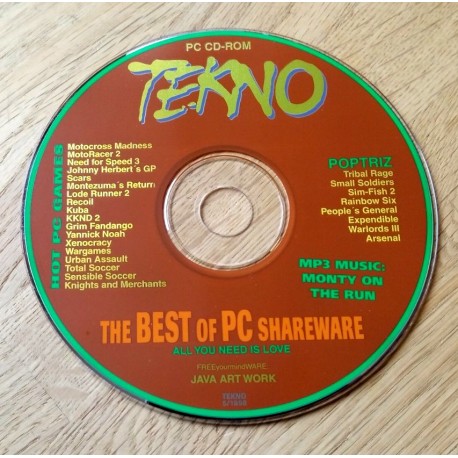 PC CD-ROM
TEKNO
HOT PC GAMES
Motocross Madness
MotoRacer 2
Need for Speed 3
Johnny Herbert´s GP
Scars
Montezuma´s Return
Lode Runner 2
Recoil
Kuba
KKND 2
Grim Fandango
Yannick Noah
Xenocracy
Wargames
Urban Assault
Total Soccer
Sensible Soccer
Knights and Merchants
POPTRIZ
Tribal Rage
Small Soldiers
Sim-Fish 2
Rainbow Six
People´s General
Expendible
Warlords III
Arsenal
MP3 MUSIC:
MONTY ON
THE RUN
THE BEST OF PC SHAREWARE
ALL YOU NEED IS LOVE
FREEyourmindWARE
JAVA ART WORK
TEKNO